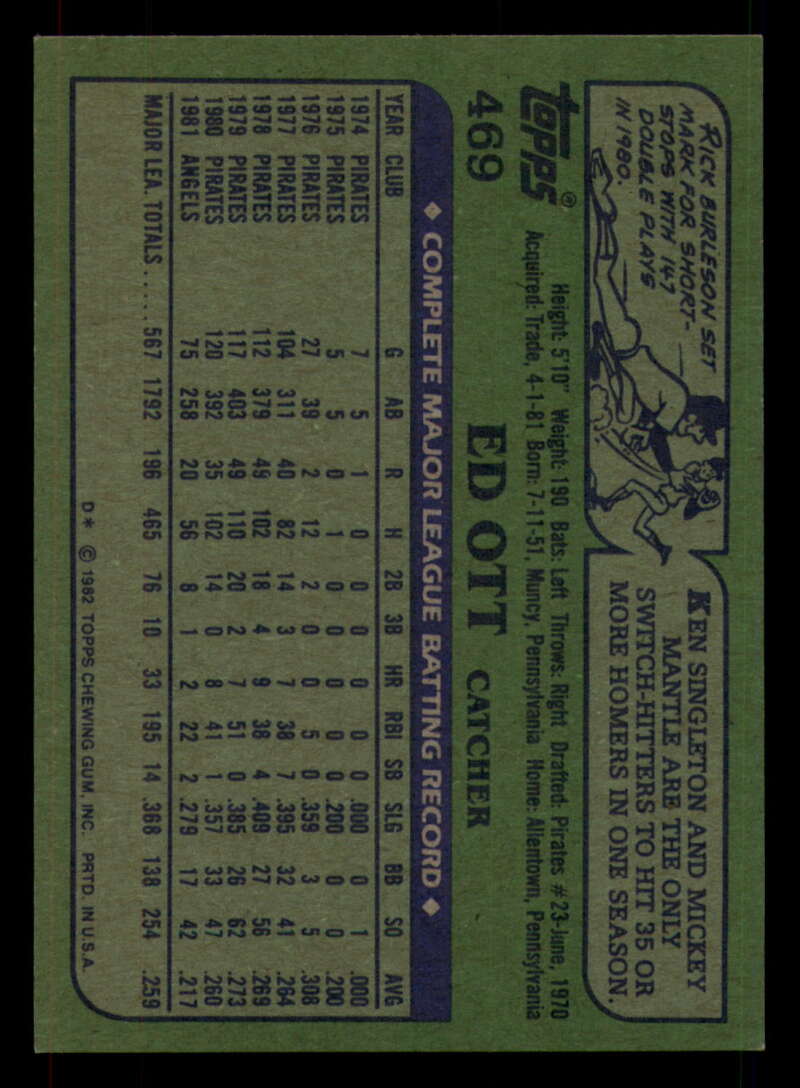 RICK BURLESON SET
MARK FOR SHORT-
STOPS WITH 147
DOUBLE PLAYS
IN 1980.
KEN SINGLETON AND MICKEY
MANTLE ARE THE ONLY
SWITCH-HITTERS TO HIT 35 OR
MORE HOMERS IN ONE SEASON.
topps®
Height: 5'10" Weight: 190 Bats: Left Throws: Right Drafted: Pirates #23-June, 1970
Acquired: Trade, 4-1-81 Born: 7-11-51, Muncy, Pennsylvania Home: Allentown, Pennsylvania
469 ED OTT CATCHER
◆ COMPLETE MAJOR LEAGUE BATTING RECORD ◆
YEAR CLUB G AB R H 2B 3B HR RBI SB SLG BB SO AVG
1974 PIRATES 7 5 1 0 0 0 0 0 0 .000 0 1 .000
1975 PIRATES 5 5 0 1 0 0 0 0 0 .200 0 0 .200
1976 PIRATES 27 39 2 12 2 0 0 5 0 .359 3 5 .308
1977 PIRATES 104 311 40 82 14 3 7 38 7 .395 32 41 .264
1978 PIRATES 112 379 49 102 18 4 9 38 4 .409 27 56 .269
1979 PIRATES 117 403 49 110 20 2 7 51 0 .385 26 62 .273
1980 PIRATES 120 392 35 102 14 0 8 41 1 .357 33 47 .260
1981 ANGELS 75 258 20 56 8 1 2 22 2 .279 17 42 .217
MAJOR LEA. TOTALS ..... 567 1792 196 465 76 10 33 195 14 .368 138 254 .259
D* © 1982 TOPPS CHEWING GUM, INC. PRTD. IN U.S.A.